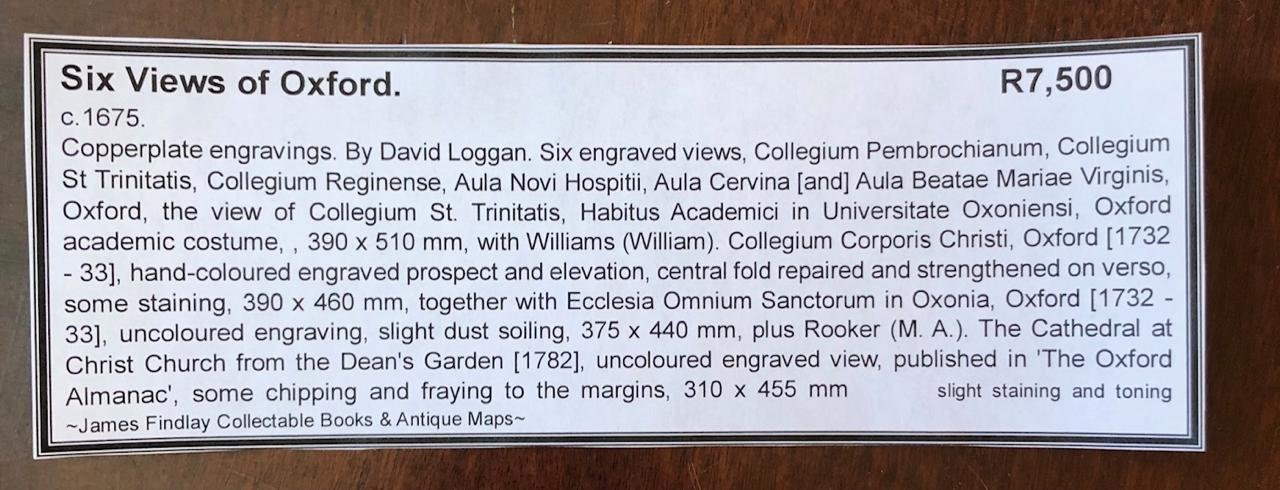 Six Views of Oxford. R7,500
c.1675.
Copperplate engravings. By David Loggan. Six engraved views, Collegium Pembrochianum, Collegium
St Trinitatis, Collegium Reginense, Aula Novi Hospitii, Aula Cervina [and] Aula Beatae Mariae Virginis,
Oxford, the view of Collegium St. Trinitatis, Habitus Academici in Universitate Oxoniensi, Oxford
academic costume, , 390 x 510 mm, with Williams (William). Collegium Corporis Christi, Oxford [1732
- 33], hand-coloured engraved prospect and elevation, central fold repaired and strengthened on verso,
some staining, 390 x 460 mm, together with Ecclesia Omnium Sanctorum in Oxonia, Oxford [1732 -
33], uncoloured engraving, slight dust soiling, 375 x 440 mm, plus Rooker (M. A.). The Cathedral at
Christ Church from the Dean's Garden [1782], uncoloured engraved view, published in 'The Oxford
Almanac', some chipping and fraying to the margins, 310 x 455 mm slight staining and toning
~James Findlay Collectable Books & Antique Maps~